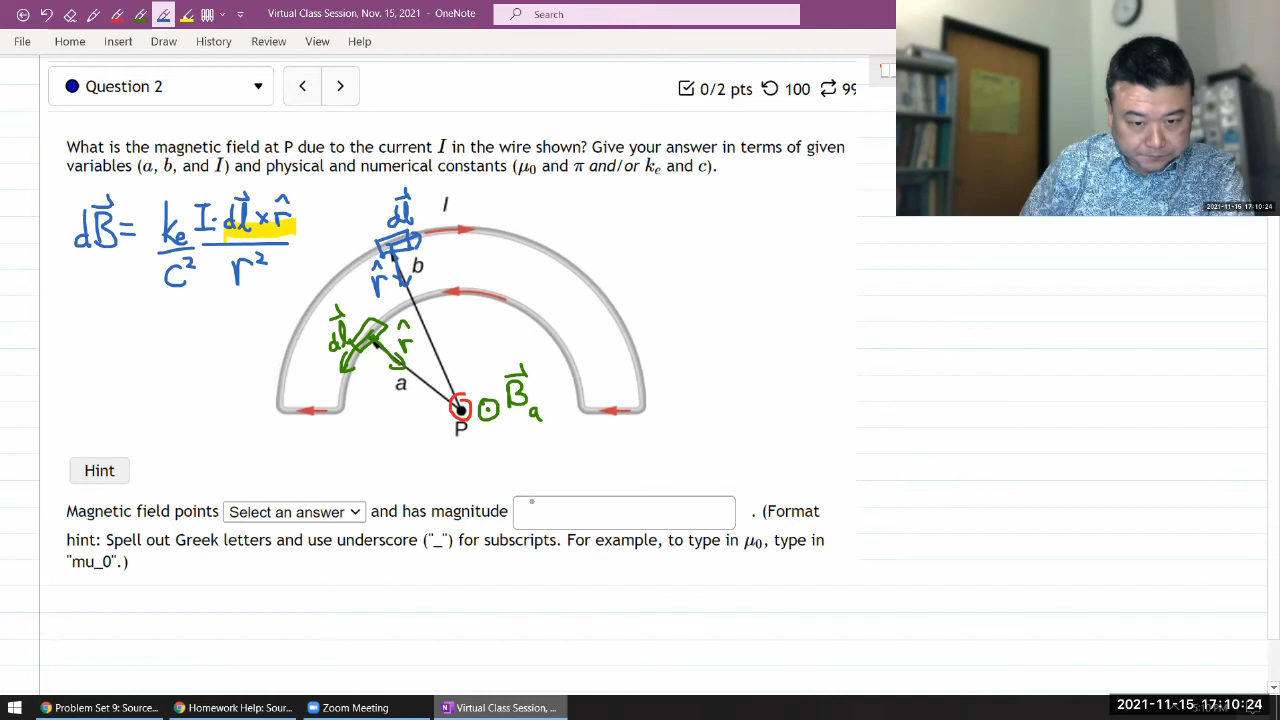 Virtual Class Session, Nov. 15, 2021 - OneNote
Search
File Home Insert Draw History Review View Help
Question 2
0/2 pts 100 99
What is the magnetic field at P due to the current I in the wire shown? Give your answer in terms of given
variables (a, b, and I) and physical and numerical constants (μ0 and π and/or ke and c).
dB⃗ = ke/c² I·dl⃗×r̂/r²
dl⃗
I
r̂
b
dl⃗
r̂
a
B⃗a
P
Hint
Magnetic field points Select an answer and has magnitude . (Format
hint: Spell out Greek letters and use underscore ("_") for subscripts. For example, to type in μ0, type in
"mu_0".)
2021-11-15 17:10:24
Problem Set 9: Source... Homework Help: Sour... Zoom Meeting Virtual Class Session, ...
2021-11-15 17:10:24